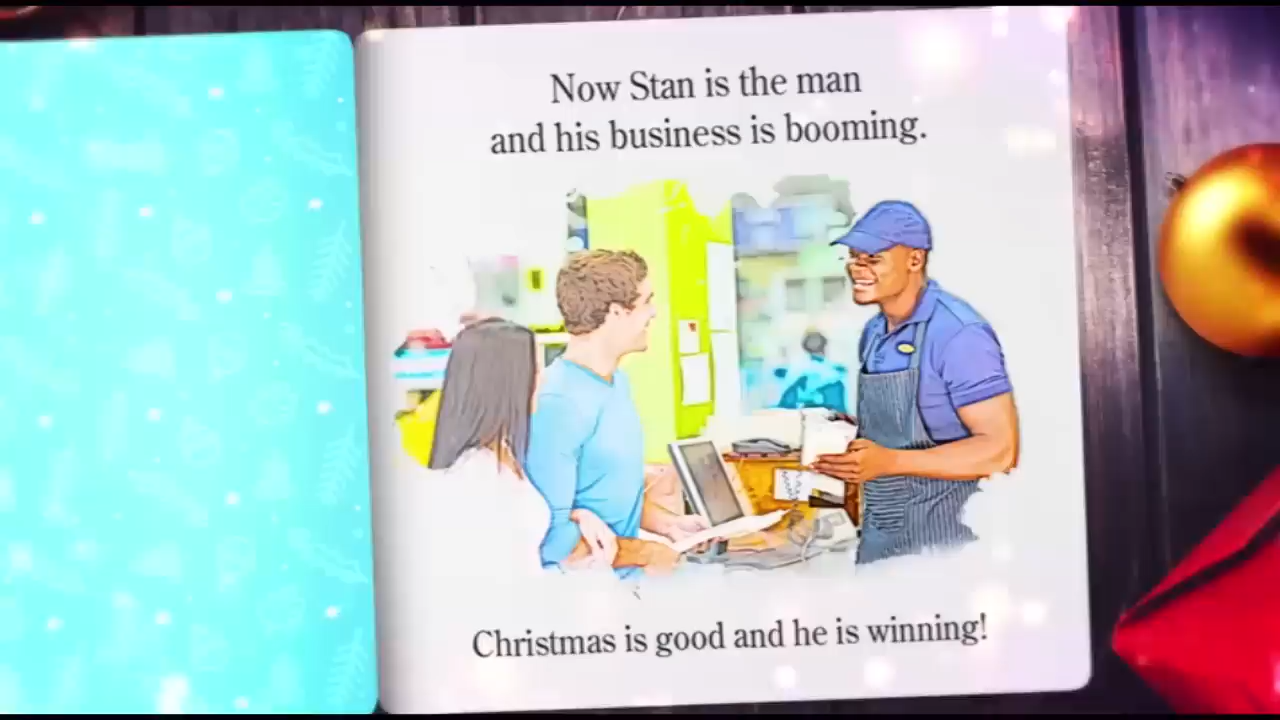 Now Stan is the man
and his business is booming.
Christmas is good and he is winning!